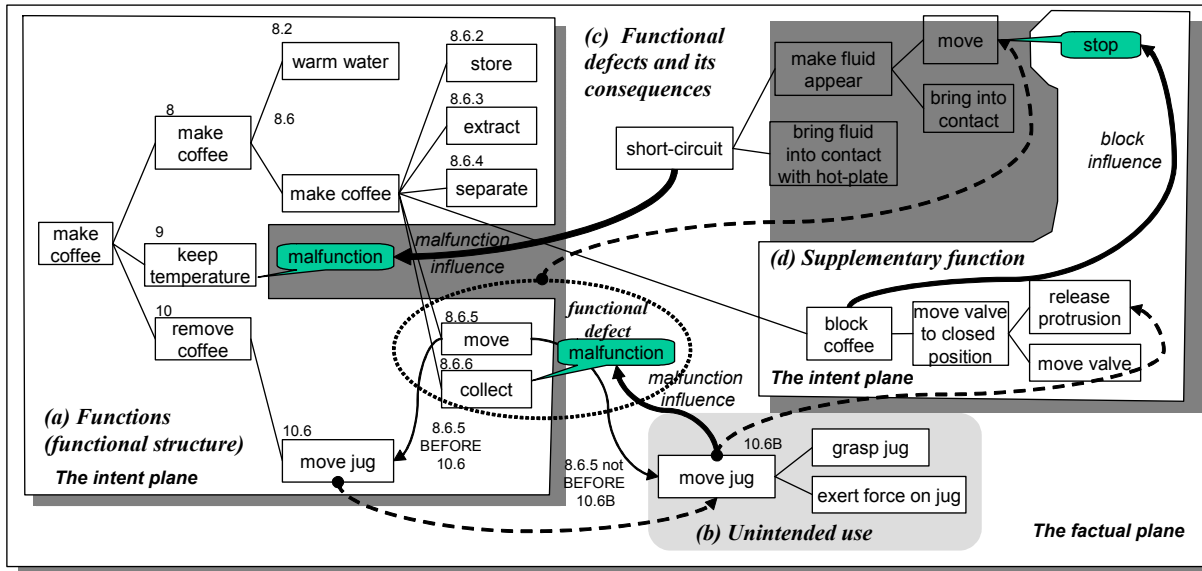 8.2
warm water
8.6.2
store
8.6.3
extract
8.6.4
separate
8
make
coffee
8.6
make coffee
make
coffee
9
keep
temperature
malfunction
10
remove
coffee
8.6.5
move
8.6.6
collect
functional
defect
malfunction
malfunction
influence
8.6.5
BEFORE
10.6
10.6
move jug
(a) Functions
(functional structure)
The intent plane
(c) Functional
defects and its
consequences
short-circuit
make fluid
appear
move
stop
bring into
contact
bring fluid
into contact
with hot-plate
block
influence
malfunction
influence
(d) Supplementary function
block
coffee
move valve
to closed
position
release
protrusion
move valve
The intent plane
8.6.5 not
BEFORE
10.6B
10.6B
move jug
grasp jug
exert force on jug
(b) Unintended use
The factual plane